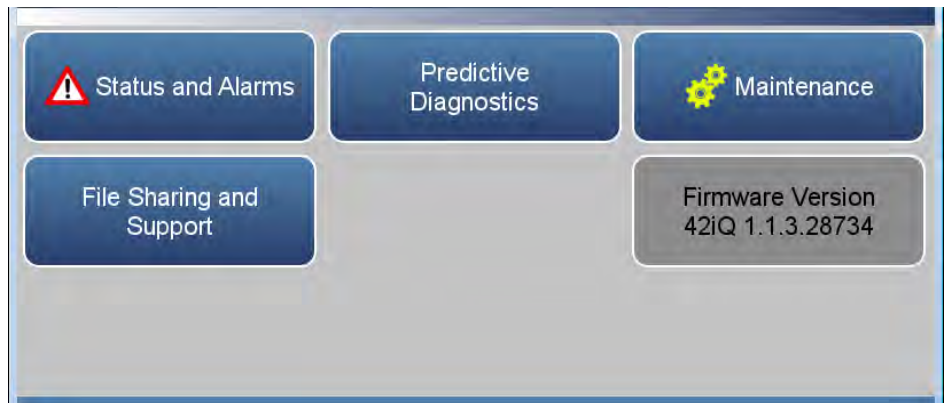 Status and Alarms
Predictive
Diagnostics
Maintenance
File Sharing and
Support
Firmware Version
42iQ 1.1.3.28734